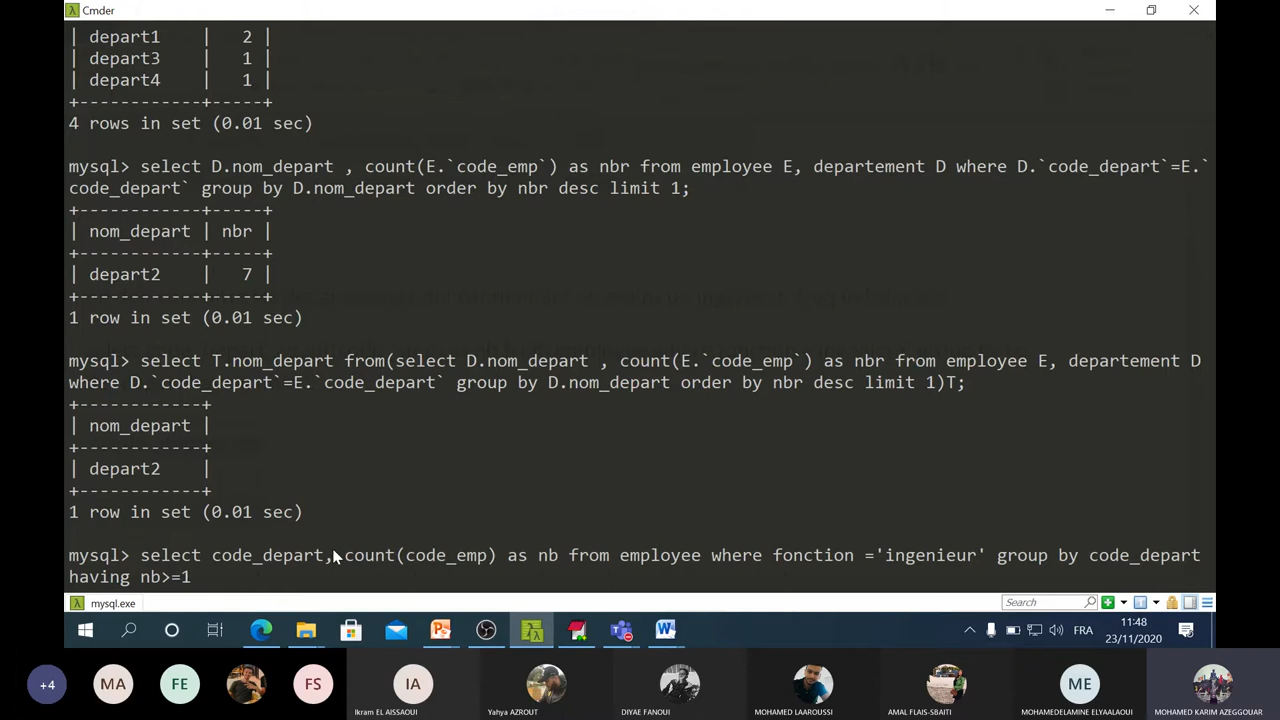 Cmder
| depart1 | 2 |
| depart3 | 1 |
| depart4 | 1 |
+------------+-----+
4 rows in set (0.01 sec)
mysql> select D.nom_depart , count(E.`code_emp`) as nbr from employee E, departement D where D.`code_depart`=E.`
code_depart` group by D.nom_depart order by nbr desc limit 1;
+------------+-----+
| nom_depart | nbr |
+------------+-----+
| depart2 | 7 |
+------------+-----+
1 row in set (0.01 sec)
mysql> select T.nom_depart from(select D.nom_depart , count(E.`code_emp`) as nbr from employee E, departement D
where D.`code_depart`=E.`code_depart` group by D.nom_depart order by nbr desc limit 1)T;
+------------+
| nom_depart |
+------------+
| depart2 |
+------------+
1 row in set (0.01 sec)
mysql> select code_depart, count(code_emp) as nb from employee where fonction ='ingenieur' group by code_depart
having nb>=1
mysql.exe
Search
FRA
11:48
23/11/2020
+4
MA
FE
FS
IA
ME
Ikram EL AISSAOUI
Yahya AZROUT
DIYAE FANOUI
MOHAMED LAAROUSSI
AMAL FLAIS-SBAITI
MOHAMEDELAMINE ELYAALAOUI
MOHAMED KARIM AZEGGOUAR